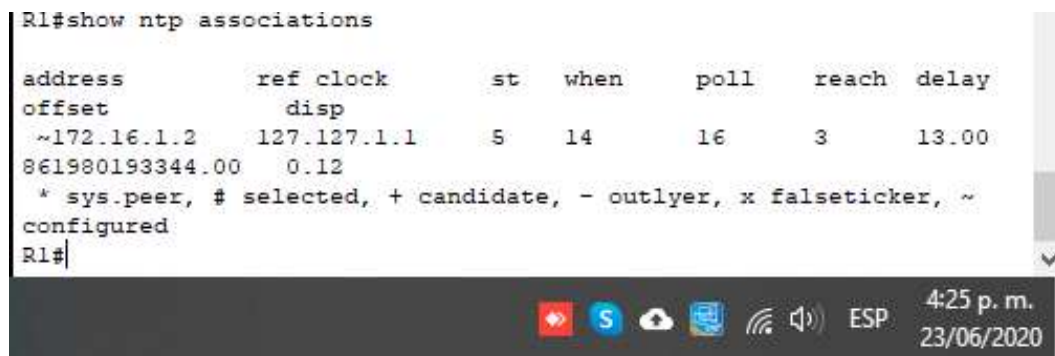 R1#show ntp associations
address ref clock st when poll reach delay
offset disp
~172.16.1.2 127.127.1.1 5 14 16 3 13.00
861980193344.00 0.12
* sys.peer, # selected, + candidate, - outlyer, x falseticker, ~
configured
R1#
S
ESP
4:25 p. m.
23/06/2020